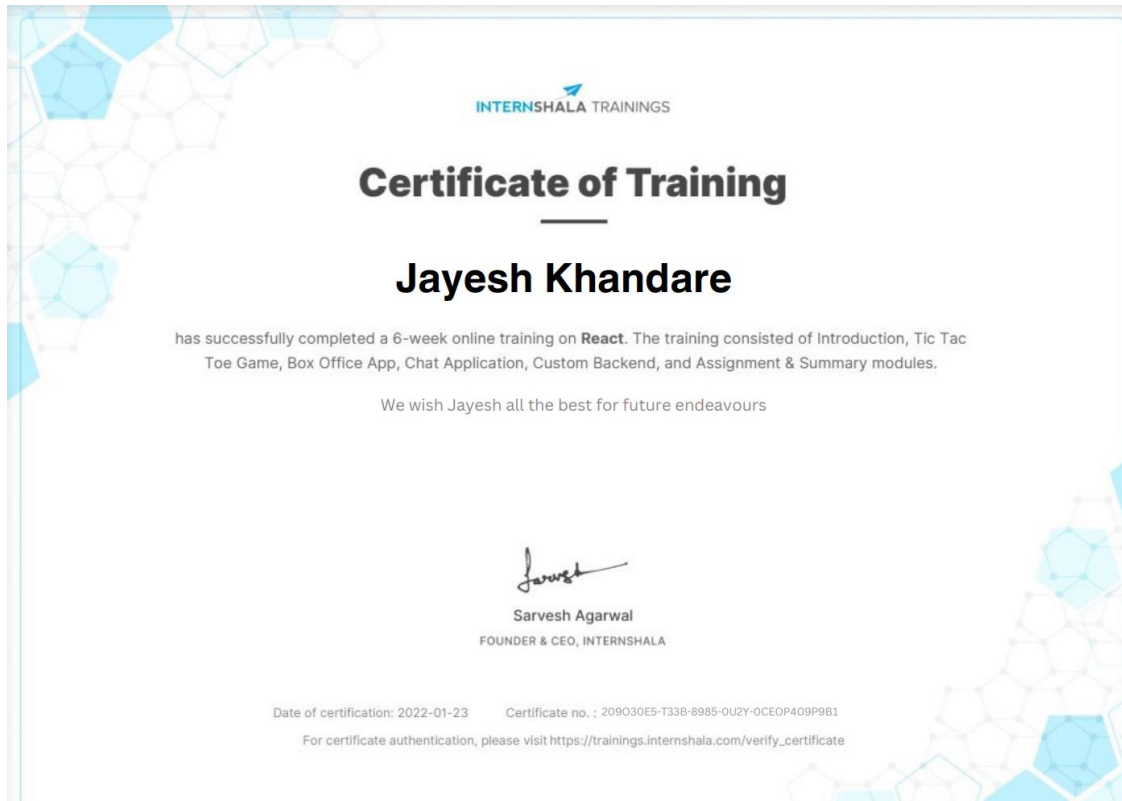 INTERNSHALA TRAININGS
Certificate of Training
Jayesh Khandare
has successfully completed a 6-week online training on React. The training consisted of Introduction, Tic Tac
Toe Game, Box Office App, Chat Application, Custom Backend, and Assignment & Summary modules.
We wish Jayesh all the best for future endeavours
Sarvesh
Sarvesh Agarwal
FOUNDER & CEO, INTERNSHALA
Date of certification: 2022-01-23 Certificate no. : 209O30E5-T33B-8985-0U2Y-0CEOP409P9B1
For certificate authentication, please visit https://trainings.internshala.com/verify_certificate